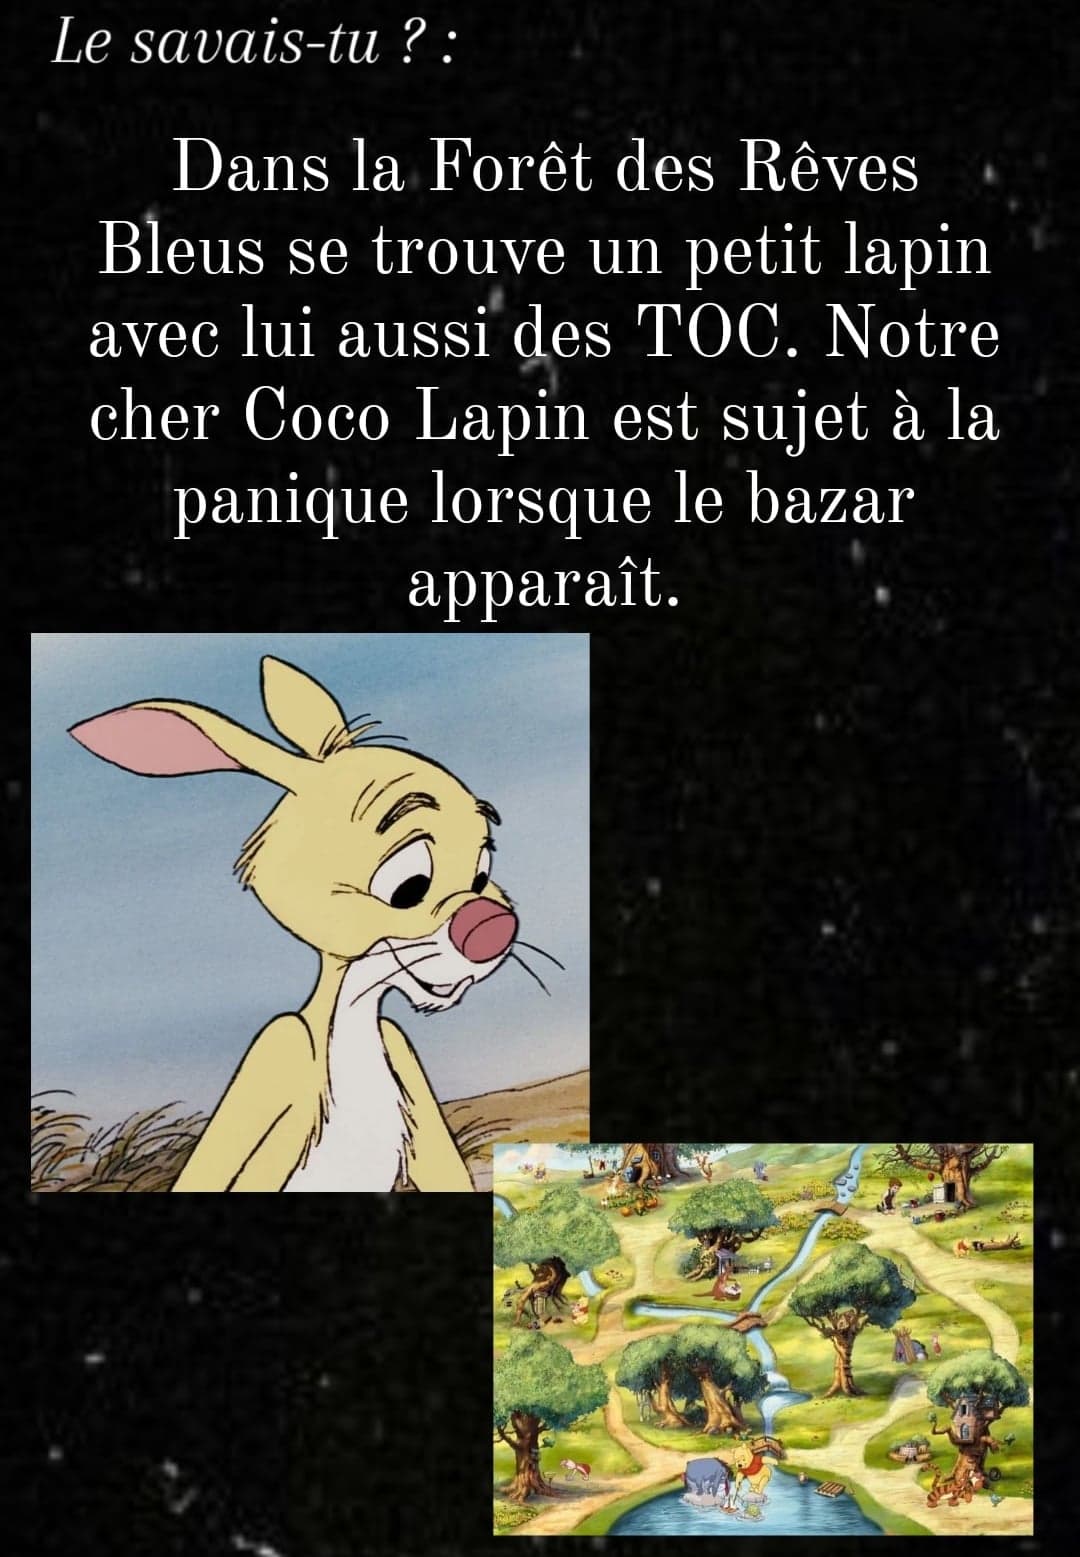 Le savais-tu ? :
Dans la Forêt des Rêves
Bleus se trouve un petit lapin
avec lui aussi des TOC. Notre
cher Coco Lapin est sujet à la
panique lorsque le bazar
apparaît.